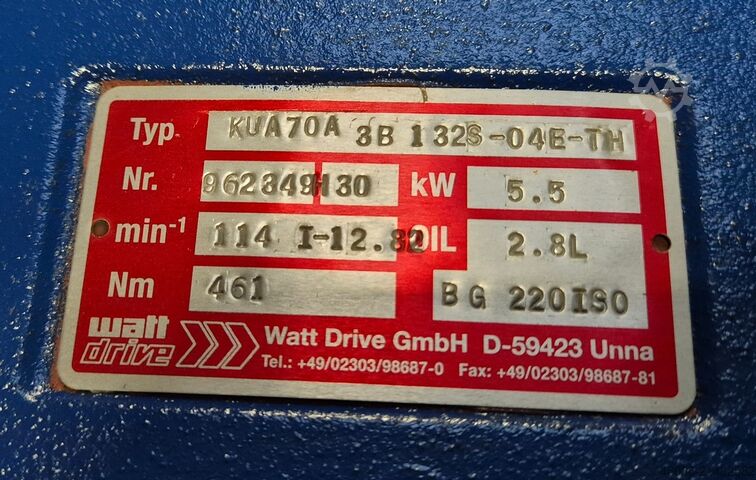 Typ KUA70A 3B 132S-04E-TH
Nr. 962349H30 kW 5.5
min-1 114 I-12.82 OIL 2.8L
Nm 461 BG 220ISO
watt drive Watt Drive GmbH D-59423 Unna
Tel.: +49/02303/98687-0 Fax: +49/02303/98687-81